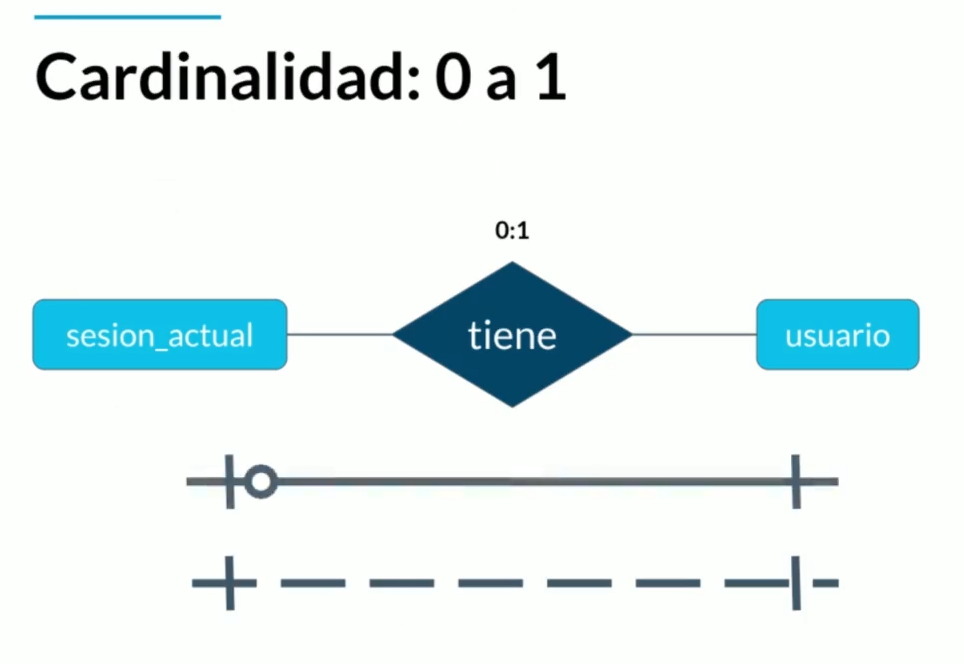 Cardinalidad: 0 a 1
0:1
sesion_actual
tiene
usuario